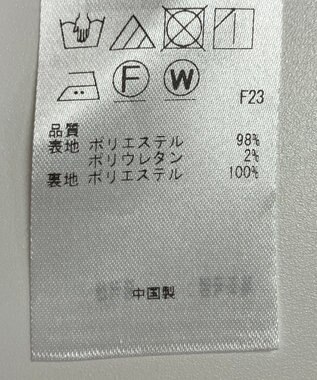 F W
F23
品質
表地 ポリエステル 98%
ポリウレタン 2%
裏地 ポリエステル 100%
中国製